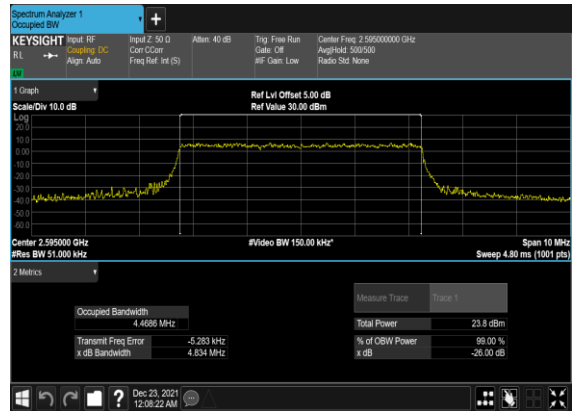 Spectrum Analyzer 1
Occupied BW
+
KEYSIGHT Input: RF Input Z: 50 Ω Atten: 40 dB Trig: Free Run Center Freq: 2.595000000 GHz
RL Coupling: DC Corr CCorr Gate: Off Avg|Hold: 500/500
Align: Auto Freq Ref: Int (S) #IF Gain: Low Radio Std: None
1 Graph
Ref Lvl Offset 5.00 dB
Scale/Div 10.0 dB Ref Value 30.00 dBm
Log
20.0
10.0
0.00
-10.0
-20.0
-30.0
-40.0
-50.0
-60.0
Center 2.595000 GHz #Video BW 150.00 kHz* Span 10 MHz
#Res BW 51.000 kHz Sweep 4.80 ms (1001 pts)
2 Metrics
Measure Trace Trace 1
Occupied Bandwidth
4.4686 MHz Total Power 23.8 dBm
Transmit Freq Error -5.283 kHz % of OBW Power 99.00 %
x dB Bandwidth 4.834 MHz x dB -26.00 dB
? Dec 23, 2021
12:08:22 AM